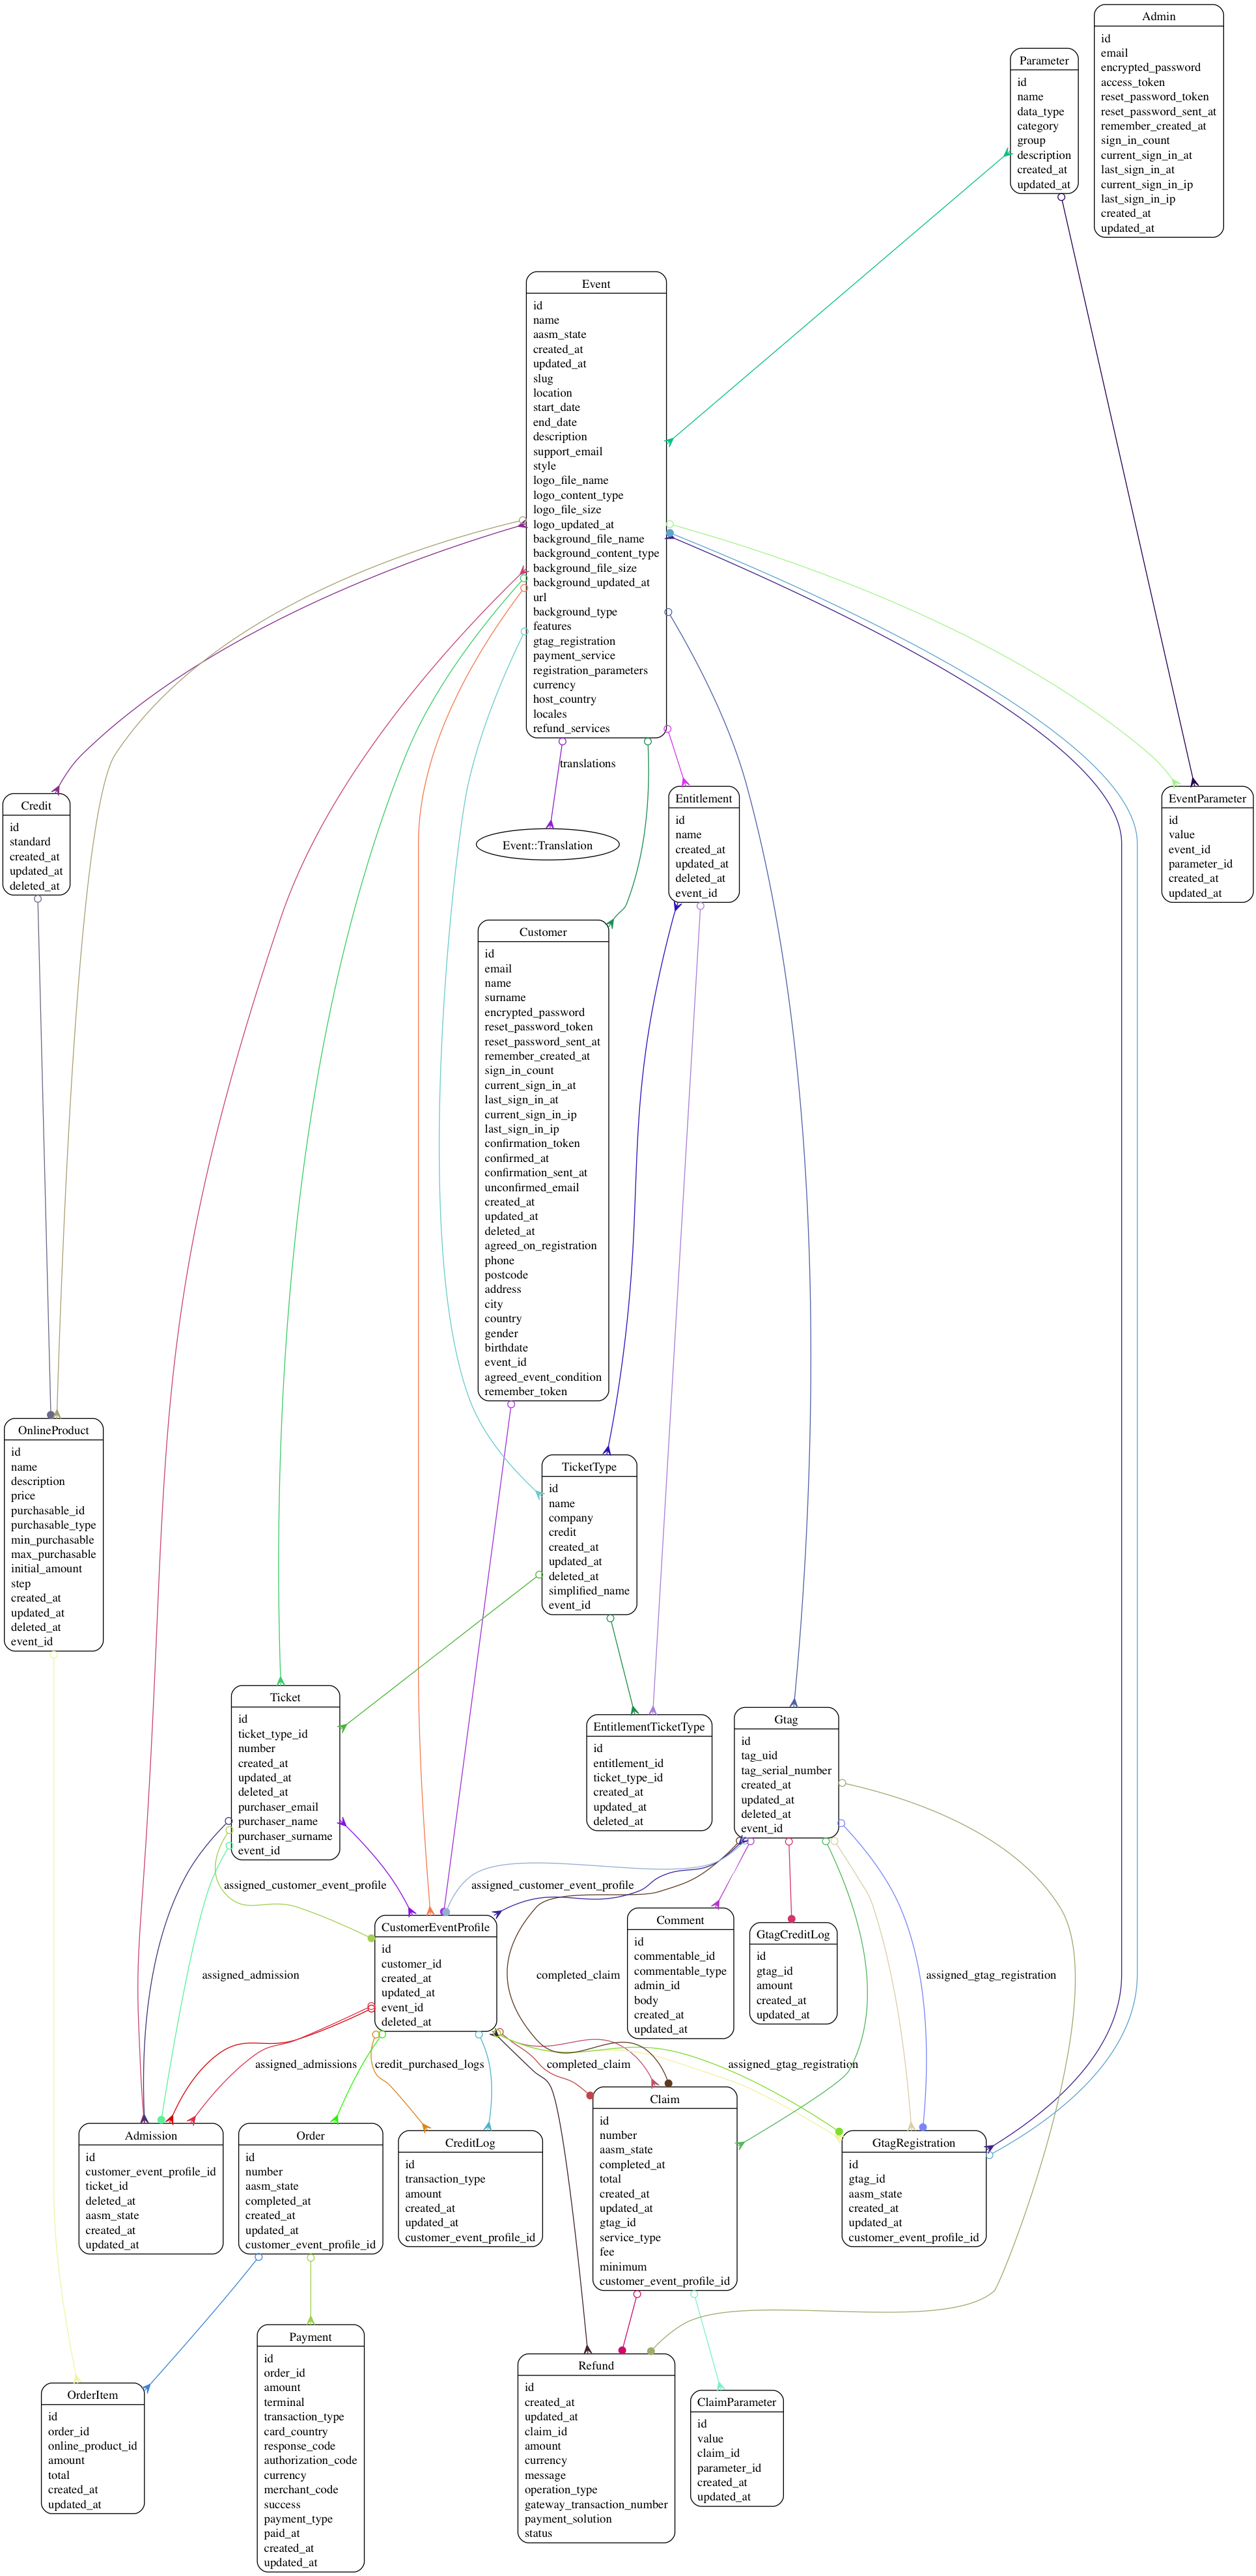 Admin
id
email
encrypted_password
access_token
reset_password_token
reset_password_sent_at
remember_created_at
sign_in_count
current_sign_in_at
last_sign_in_at
current_sign_in_ip
last_sign_in_ip
created_at
updated_at
Parameter
id
name
data_type
category
group
description
created_at
updated_at
Event
id
name
aasm_state
created_at
updated_at
slug
location
start_date
end_date
description
support_email
style
logo_file_name
logo_content_type
logo_file_size
logo_updated_at
background_file_name
background_content_type
background_file_size
background_updated_at
url
background_type
features
gtag_registration
payment_service
registration_parameters
currency
host_country
locales
refund_services
translations
Credit
id
standard
created_at
updated_at
deleted_at
Event::Translation
Entitlement
id
name
created_at
updated_at
deleted_at
event_id
EventParameter
id
value
event_id
parameter_id
created_at
updated_at
Customer
id
email
name
surname
encrypted_password
reset_password_token
reset_password_sent_at
remember_created_at
sign_in_count
current_sign_in_at
last_sign_in_at
current_sign_in_ip
last_sign_in_ip
confirmation_token
confirmed_at
confirmation_sent_at
unconfirmed_email
created_at
updated_at
deleted_at
agreed_on_registration
phone
postcode
address
city
country
gender
birthdate
event_id
agreed_event_condition
remember_token
OnlineProduct
id
name
description
price
purchasable_id
purchasable_type
min_purchasable
max_purchasable
initial_amount
step
created_at
updated_at
deleted_at
event_id
TicketType
id
name
company
credit
created_at
updated_at
deleted_at
simplified_name
event_id
Ticket
id
ticket_type_id
number
created_at
updated_at
deleted_at
purchaser_email
purchaser_name
purchaser_surname
event_id
EntitlementTicketType
id
entitlement_id
ticket_type_id
created_at
updated_at
deleted_at
Gtag
id
tag_uid
tag_serial_number
created_at
updated_at
deleted_at
event_id
assigned_customer_event_profile
assigned_customer_event_profile
CustomerEventProfile
id
customer_id
created_at
updated_at
event_id
deleted_at
Comment
id
commentable_id
commentable_type
admin_id
body
created_at
updated_at
GtagCreditLog
id
gtag_id
amount
created_at
updated_at
assigned_admission
completed_claim
assigned_gtag_registration
assigned_admissions
credit_purchased_logs
completed_claim
assigned_gtag_registration
Admission
id
customer_event_profile_id
ticket_id
deleted_at
aasm_state
created_at
updated_at
Order
id
number
aasm_state
completed_at
created_at
updated_at
customer_event_profile_id
CreditLog
id
transaction_type
amount
created_at
updated_at
customer_event_profile_id
Claim
id
number
aasm_state
completed_at
total
created_at
updated_at
gtag_id
service_type
fee
minimum
customer_event_profile_id
GtagRegistration
id
gtag_id
aasm_state
created_at
updated_at
customer_event_profile_id
OrderItem
id
order_id
online_product_id
amount
total
created_at
updated_at
Payment
id
order_id
amount
terminal
transaction_type
card_country
response_code
authorization_code
currency
merchant_code
success
payment_type
paid_at
created_at
updated_at
Refund
id
created_at
updated_at
claim_id
amount
currency
message
operation_type
gateway_transaction_number
payment_solution
status
ClaimParameter
id
value
claim_id
parameter_id
created_at
updated_at